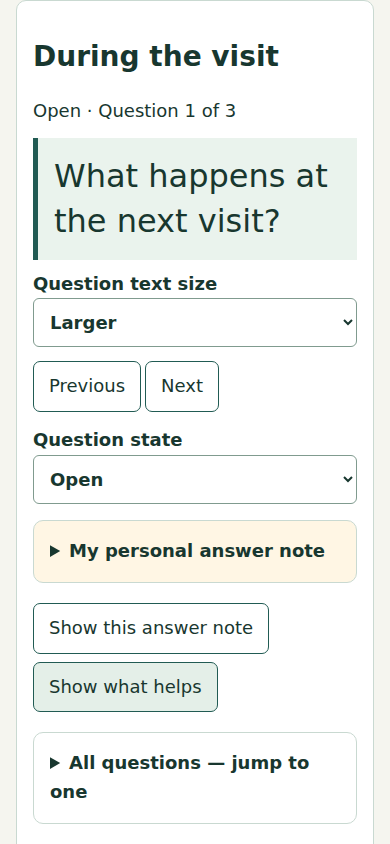 During the visit
Open · Question 1 of 3
What happens at
the next visit?
Question text size
Larger
Previous Next
Question state
Open
My personal answer note
Show this answer note
Show what helps
All questions — jump to
one